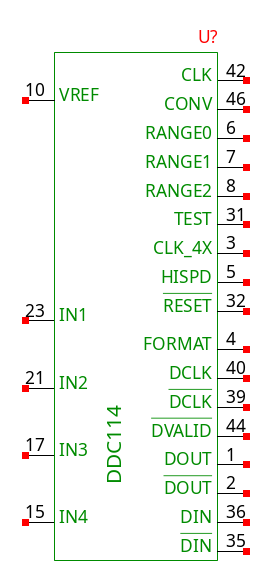 U?
CLK 42
10 VREF
CONV 46
RANGE0 6
RANGE1 7
RANGE2 8
TEST 31
CLK_4X 3
HISPD 5
RESET 32
23 IN1
FORMAT 4
DCLK 40
21 IN2
DCLK 39
DVALID 44
17 IN3
DOUT 1
DOUT 2
15 IN4
DIN 36
DIN 35
DDC114